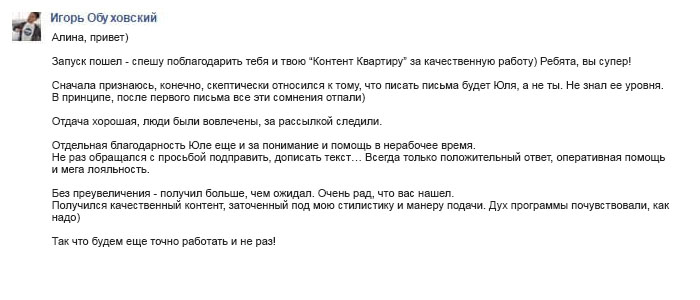 Игорь Обуховский
Алина, привет)
Запуск пошел - спешу поблагодарить тебя и твою “Контент Квартиру” за качественную работу) Ребята, вы супер!
Сначала признаюсь, конечно, скептически относился к тому, что писать письма будет Юля, а не ты. Не знал ее уровня.
В принципе, после первого письма все эти сомнения отпали)
Отдача хорошая, люди были вовлечены, за рассылкой следили.
Отдельная благодарность Юле еще и за понимание и помощь в нерабочее время.
Не раз обращался с просьбой подправить, дописать текст… Всегда только положительный ответ, оперативная помощь
и мега лояльность.
Без преувеличения - получил больше, чем ожидал. Очень рад, что вас нашел.
Получился качественный контент, заточенный под мою стилистику и манеру подачи. Дух программы почувствовали, как
надо)
Так что будем еще точно работать и не раз!